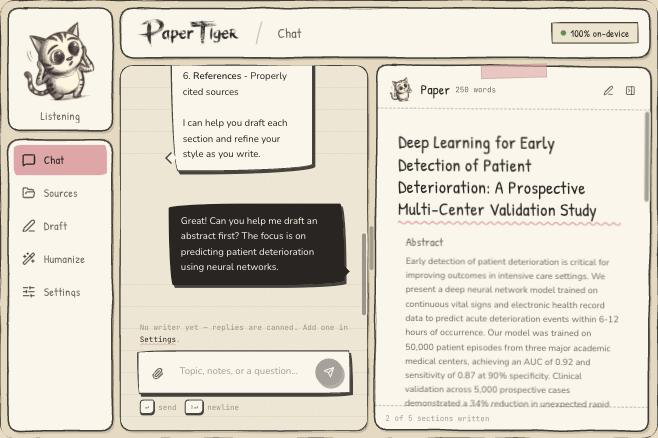 Paper Tiger
Chat
100% on-device
Listening
Chat
Sources
Draft
Humanize
Settings
6. References - Properly
cited sources
I can help you draft each
section and refine your
style as you write.
Great! Can you help me draft an
abstract first? The focus is on
predicting patient deterioration
using neural networks.
No writer yet — replies are canned. Add one in
Settings.
Topic, notes, or a question...
send
newline
Paper 250 words
Deep Learning for Early
Detection of Patient
Deterioration: A Prospective
Multi-Center Validation Study
Abstract
Early detection of patient deterioration is critical for
improving outcomes in intensive care settings. We
present a deep neural network model trained on
continuous vital signs and electronic health record
data to predict acute deterioration events within 6-12
hours of occurrence. Our model was trained on
50,000 patient episodes from three major academic
medical centers, achieving an AUC of 0.92 and
sensitivity of 0.87 at 90% specificity. Clinical
validation across 5,000 prospective cases
demonstrated a 34% reduction in unexpected rapid
2 of 5 sections written